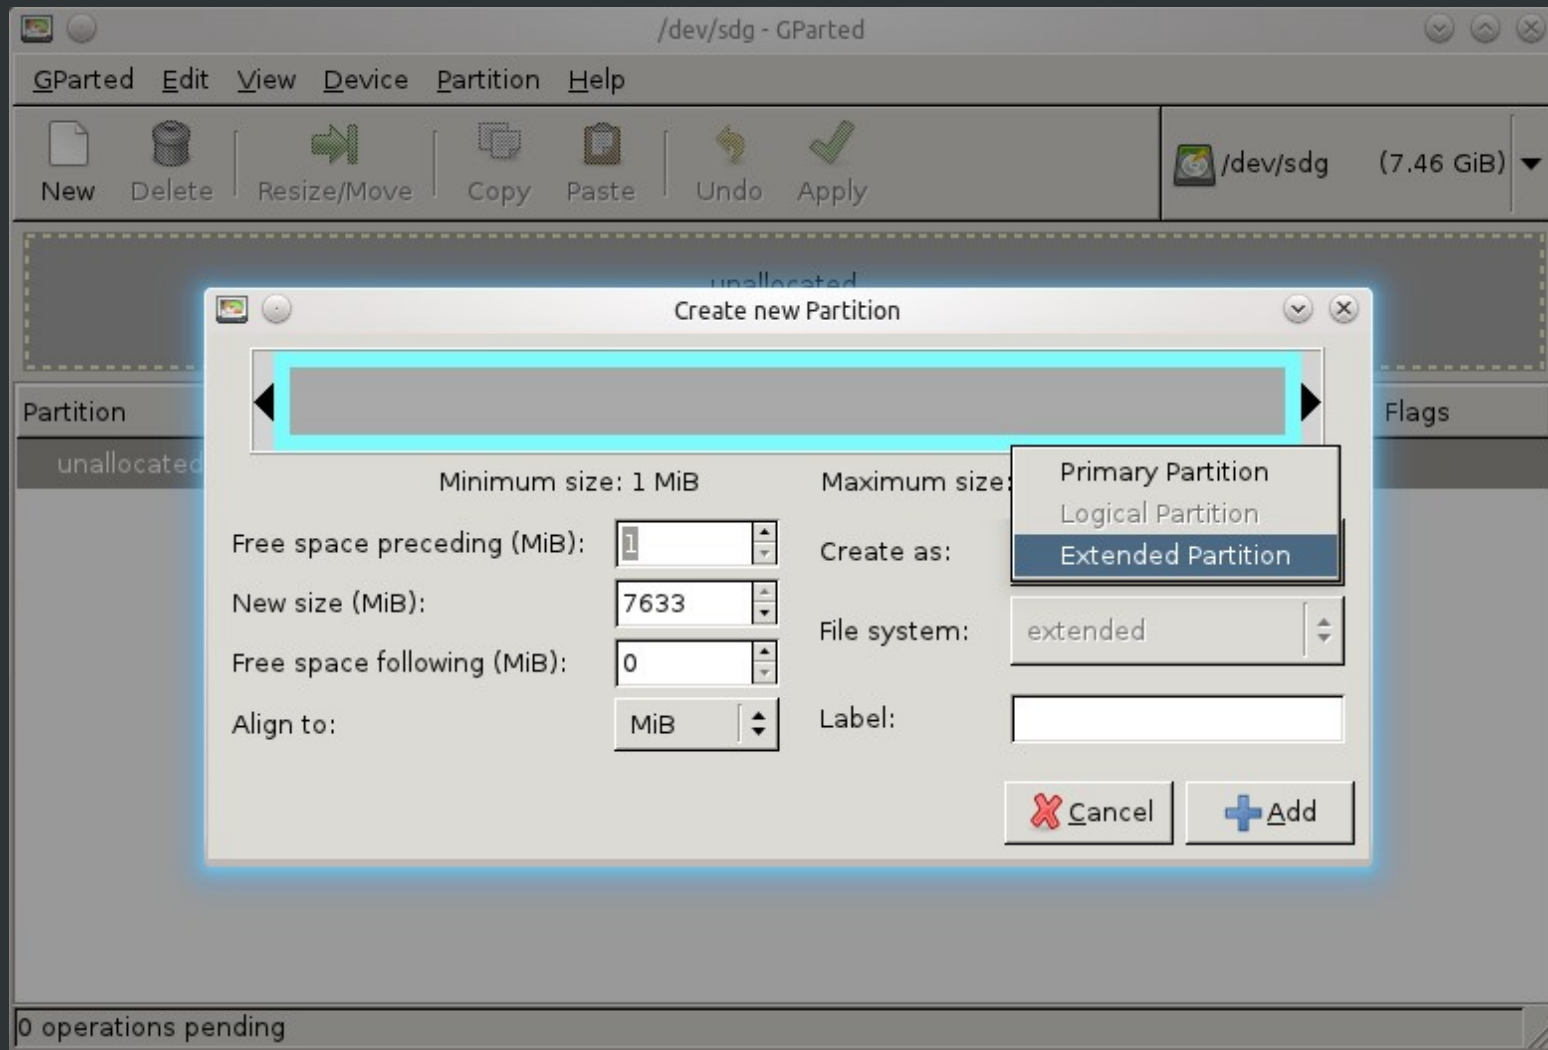 /dev/sdg - GParted
GParted Edit View Device Partition Help
New Delete Resize/Move Copy Paste Undo Apply /dev/sdg (7.46 GiB)
unallocated
Create new Partition
Partition Flags
unallocated
Minimum size: 1 MiB Maximum size:
Primary Partition
Logical Partition
Extended Partition
Free space preceding (MiB): 1 Create as:
New size (MiB): 7633 File system: extended
Free space following (MiB): 0
Align to: MiB Label:
Cancel Add
0 operations pending